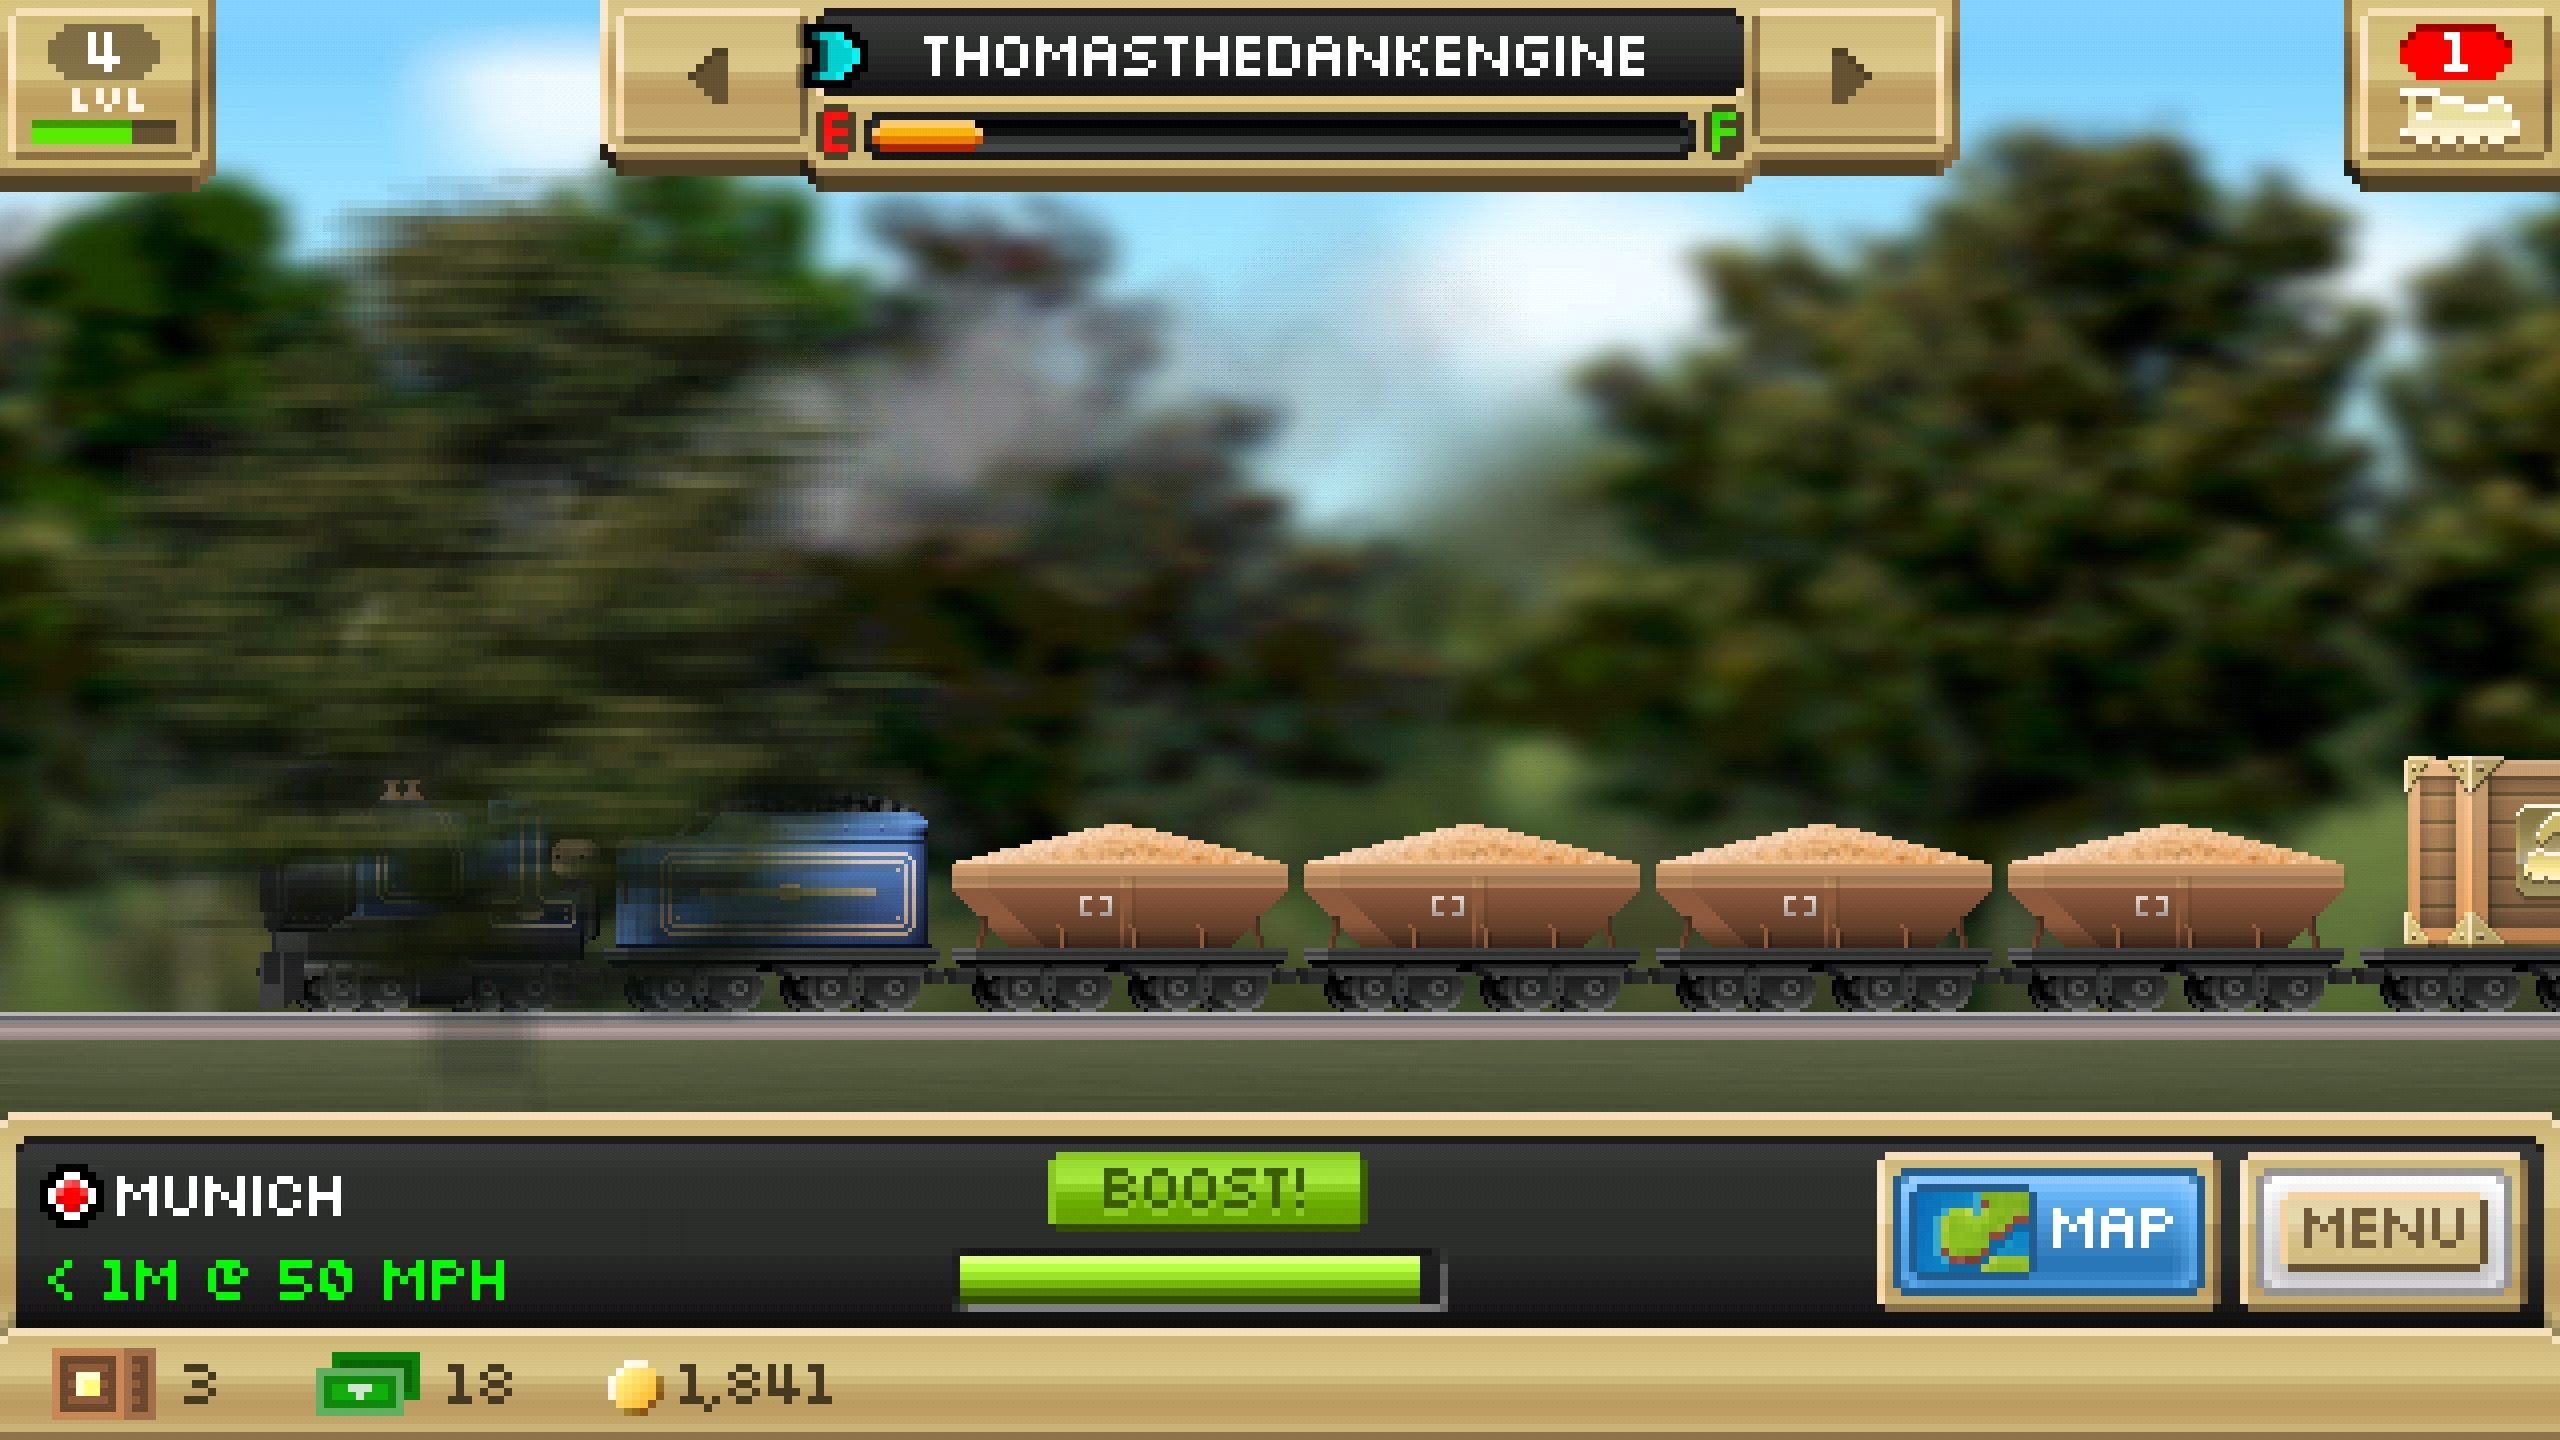 4
LVL
THOMASTHEDANKENGINE
E F
1
MUNICH
< 1M @ 50 MPH
BOOST!
MAP
MENU
3 18 1,841